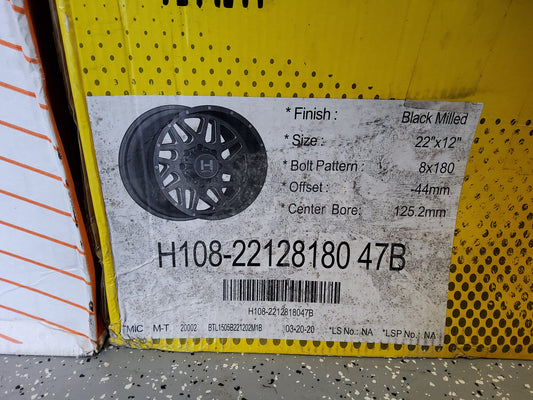 * Finish : Black Milled
* Size : 22"x12"
* Bolt Pattern : 8x180
* Offset : -44mm
* Center Bore: 125.2mm
H
H108-22128180 47B
H108-2212818047B
*MIC M-T 20002 BTL1505B221202M18 03-20-20 *LS No.: NA *LSP No.: NA